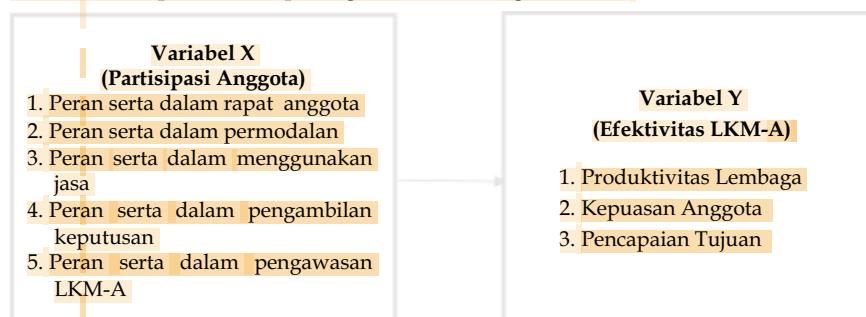 Variabel X
(Partisipasi Anggota)
1. Peran serta dalam rapat anggota
2. Peran serta dalam permodalan
3. Peran serta dalam menggunakan
jasa
4. Peran serta dalam pengambilan
keputusan
5. Peran serta dalam pengawasan
LKM-A
Variabel Y
(Efektivitas LKM-A)
1. Produktivitas Lembaga
2. Kepuasan Anggota
3. Pencapaian Tujuan